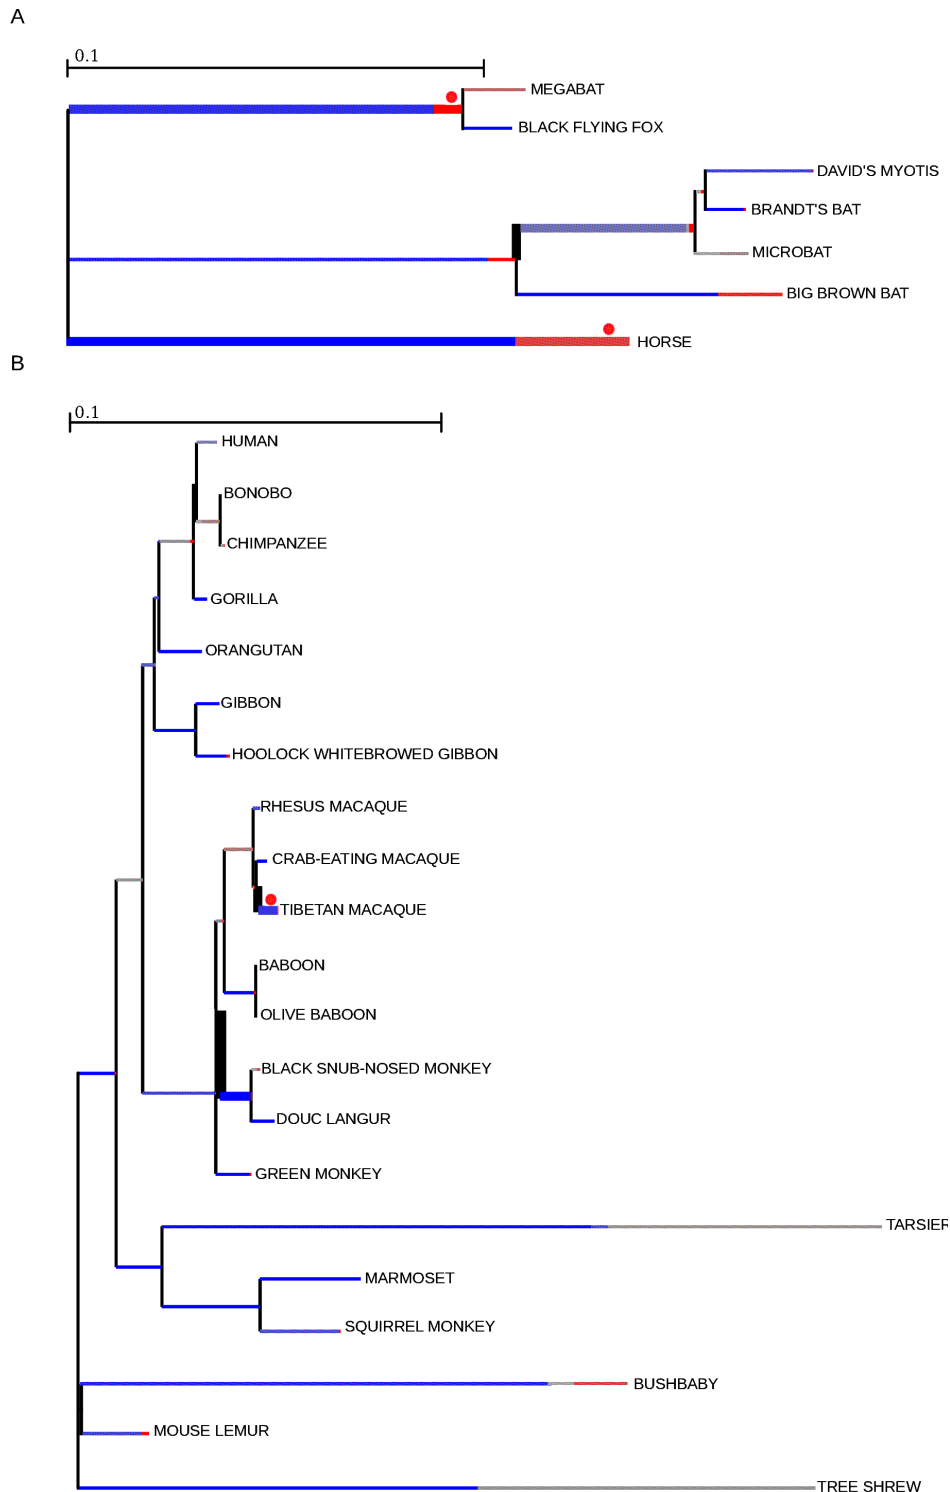 A
0.1
MEGABAT
BLACK FLYING FOX
DAVID'S MYOTIS
BRANDT'S BAT
MICROBAT
BIG BROWN BAT
HORSE
B
0.1
HUMAN
BONOBO
CHIMPANZEE
GORILLA
ORANGUTAN
GIBBON
HOOLOCK WHITEBROWED GIBBON
RHESUS MACAQUE
CRAB-EATING MACAQUE
TIBETAN MACAQUE
BABOON
OLIVE BABOON
BLACK SNUB-NOSED MONKEY
DOUC LANGUR
GREEN MONKEY
TARSIER
MARMOSET
SQUIRREL MONKEY
BUSHBABY
MOUSE LEMUR
TREE SHREW